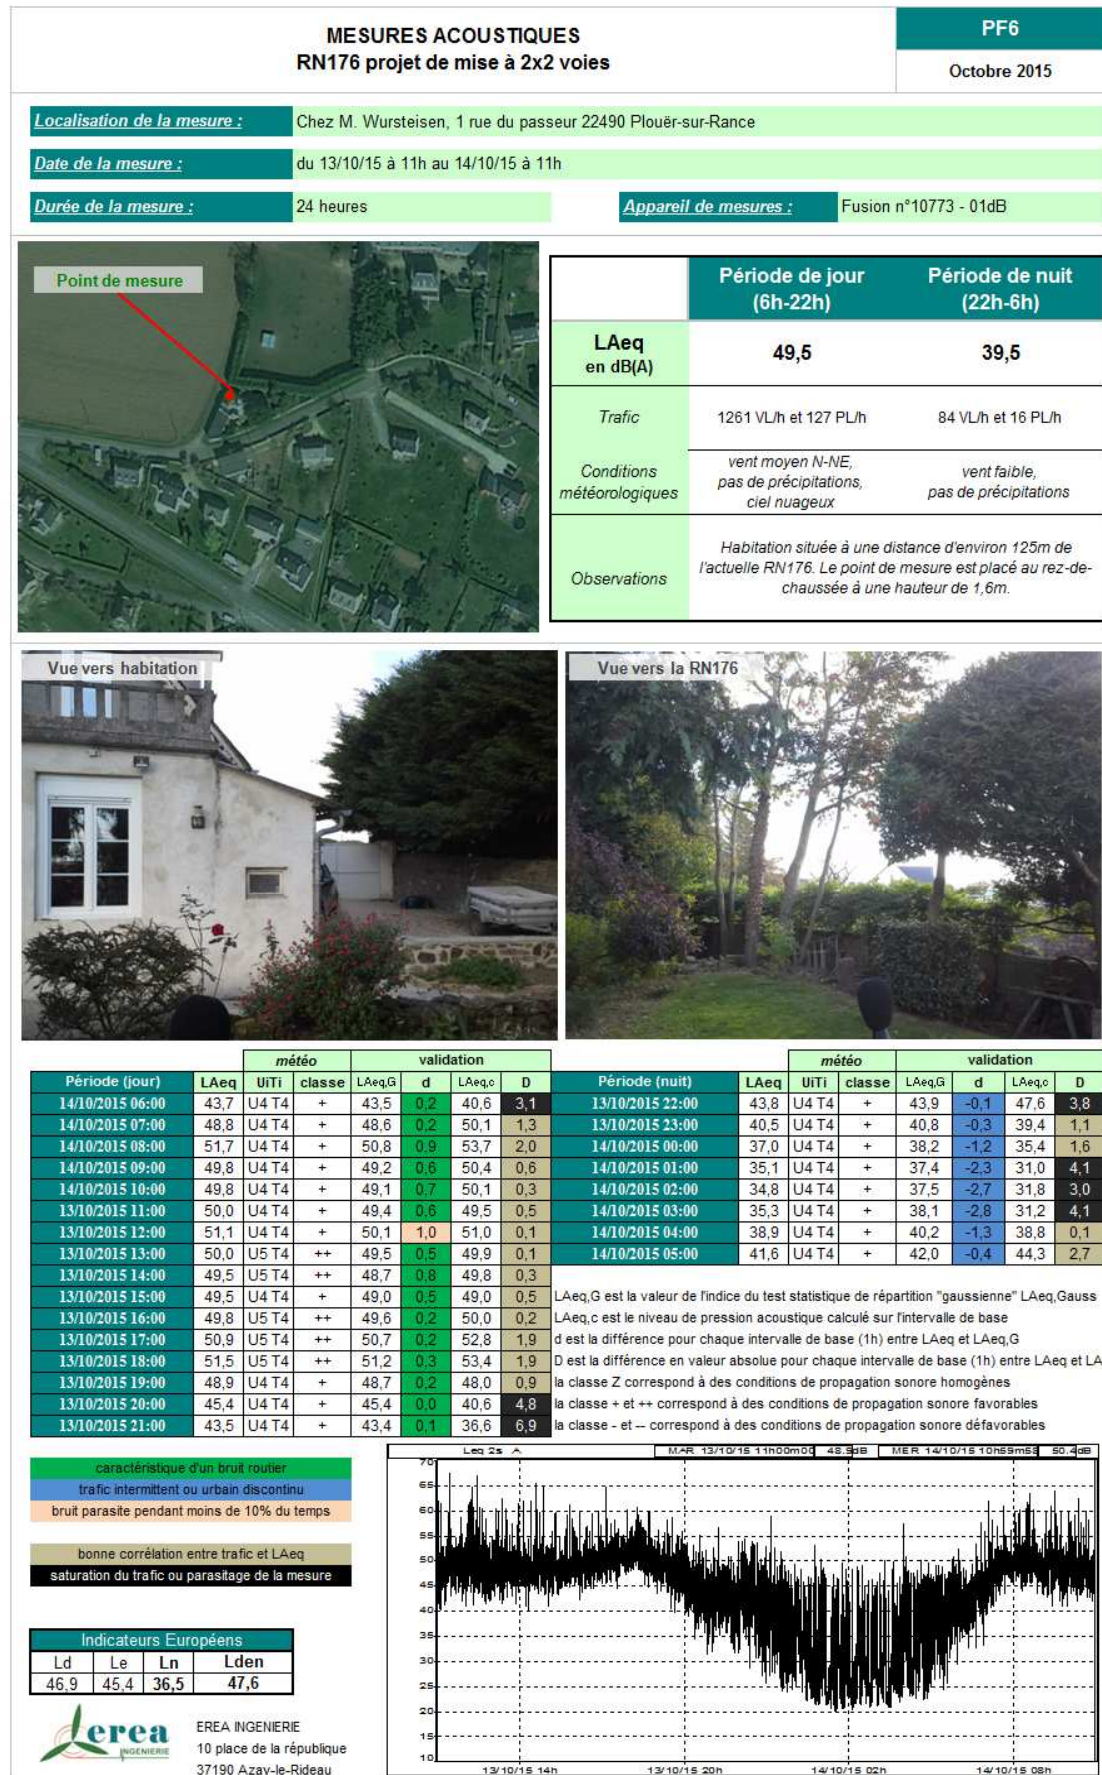 MESURES ACOUSTIQUES
RN176 projet de mise à 2x2 voies
PF6
Octobre 2015
Localisation de la mesure : Chez M. Wursteisen, 1 rue du passeur 22490 Plouër-sur-Rance
Date de la mesure : du 13/10/15 à 11h au 14/10/15 à 11h
Durée de la mesure : 24 heures Appareil de mesures : Fusion n°10773 - 01dB
Point de mesure
Période de jour (6h-22h) Période de nuit (22h-6h)
LAeq en dB(A) 49,5 39,5
Trafic 1261 VL/h et 127 PL/h 84 VL/h et 16 PL/h
Conditions météorologiques vent moyen N-NE, pas de précipitations, ciel nuageux vent faible, pas de précipitations
Observations Habitation située à une distance d'environ 125m de l'actuelle RN176. Le point de mesure est placé au rez-de-chaussée à une hauteur de 1,6m.
Vue vers habitation
Vue vers la RN176
météo validation
Période (jour) LAeq UiTi classe LAeq,G d LAeq,c D
14/10/2015 06:00 43,7 U4 T4 + 43,5 0,2 40,6 3,1
14/10/2015 07:00 48,8 U4 T4 + 48,6 0,2 50,1 1,3
14/10/2015 08:00 51,7 U4 T4 + 50,8 0,9 53,7 2,0
14/10/2015 09:00 49,8 U4 T4 + 49,2 0,6 50,4 0,6
14/10/2015 10:00 49,8 U4 T4 + 49,1 0,7 50,1 0,3
13/10/2015 11:00 50,0 U4 T4 + 49,4 0,6 49,5 0,5
13/10/2015 12:00 51,1 U4 T4 + 50,1 1,0 51,0 0,1
13/10/2015 13:00 50,0 U5 T4 ++ 49,5 0,5 49,9 0,1
13/10/2015 14:00 49,5 U5 T4 ++ 48,7 0,8 49,8 0,3
13/10/2015 15:00 49,5 U4 T4 + 49,0 0,5 49,0 0,5
13/10/2015 16:00 49,8 U5 T4 ++ 49,6 0,2 50,0 0,2
13/10/2015 17:00 50,9 U5 T4 ++ 50,7 0,2 52,8 1,9
13/10/2015 18:00 51,5 U5 T4 ++ 51,2 0,3 53,4 1,9
13/10/2015 19:00 48,9 U4 T4 + 48,7 0,2 48,0 0,9
13/10/2015 20:00 45,4 U4 T4 + 45,4 0,0 40,6 4,8
13/10/2015 21:00 43,5 U4 T4 + 43,4 0,1 36,6 6,9
météo validation
Période (nuit) LAeq UiTi classe LAeq,G d LAeq,c D
13/10/2015 22:00 43,8 U4 T4 + 43,9 -0,1 47,6 3,8
13/10/2015 23:00 40,5 U4 T4 + 40,8 -0,3 39,4 1,1
14/10/2015 00:00 37,0 U4 T4 + 38,2 -1,2 35,4 1,6
14/10/2015 01:00 35,1 U4 T4 + 37,4 -2,3 31,0 4,1
14/10/2015 02:00 34,8 U4 T4 + 37,5 -2,7 31,8 3,0
14/10/2015 03:00 35,3 U4 T4 + 38,1 -2,8 31,2 4,1
14/10/2015 04:00 38,9 U4 T4 + 40,2 -1,3 38,8 0,1
14/10/2015 05:00 41,6 U4 T4 + 42,0 -0,4 44,3 2,7
LAeq,G est la valeur de l'indice du test statistique de répartition "gaussienne" LAeq,Gauss
LAeq,c est le niveau de pression acoustique calculé sur l'intervalle de base
d est la différence pour chaque intervalle de base (1h) entre LAeq et LAeq,G
D est la différence en valeur absolue pour chaque intervalle de base (1h) entre LAeq et LA
la classe Z correspond à des conditions de propagation sonore homogènes
la classe + et ++ correspond à des conditions de propagation sonore favorables
la classe - et -- correspond à des conditions de propagation sonore défavorables
caractéristique d'un bruit routier
trafic intermittent ou urbain discontinu
bruit parasite pendant moins de 10% du temps
bonne corrélation entre trafic et LAeq
saturation du trafic ou parasitage de la mesure
Indicateurs Européens
Ld Le Ln Lden
46,9 45,4 36,5 47,6
erea
INGENIERIE
EREA INGENIERIE
10 place de la république
37190 Azay-le-Rideau
Leq 2s A MAR 13/10/15 11h00m00 48.9dB MER 14/10/15 10h59m58 50.4dB
70
65
60
55
50
45
40
35
30
25
20
15
10
13/10/15 14h 13/10/15 20h 14/10/15 02h 14/10/15 08h